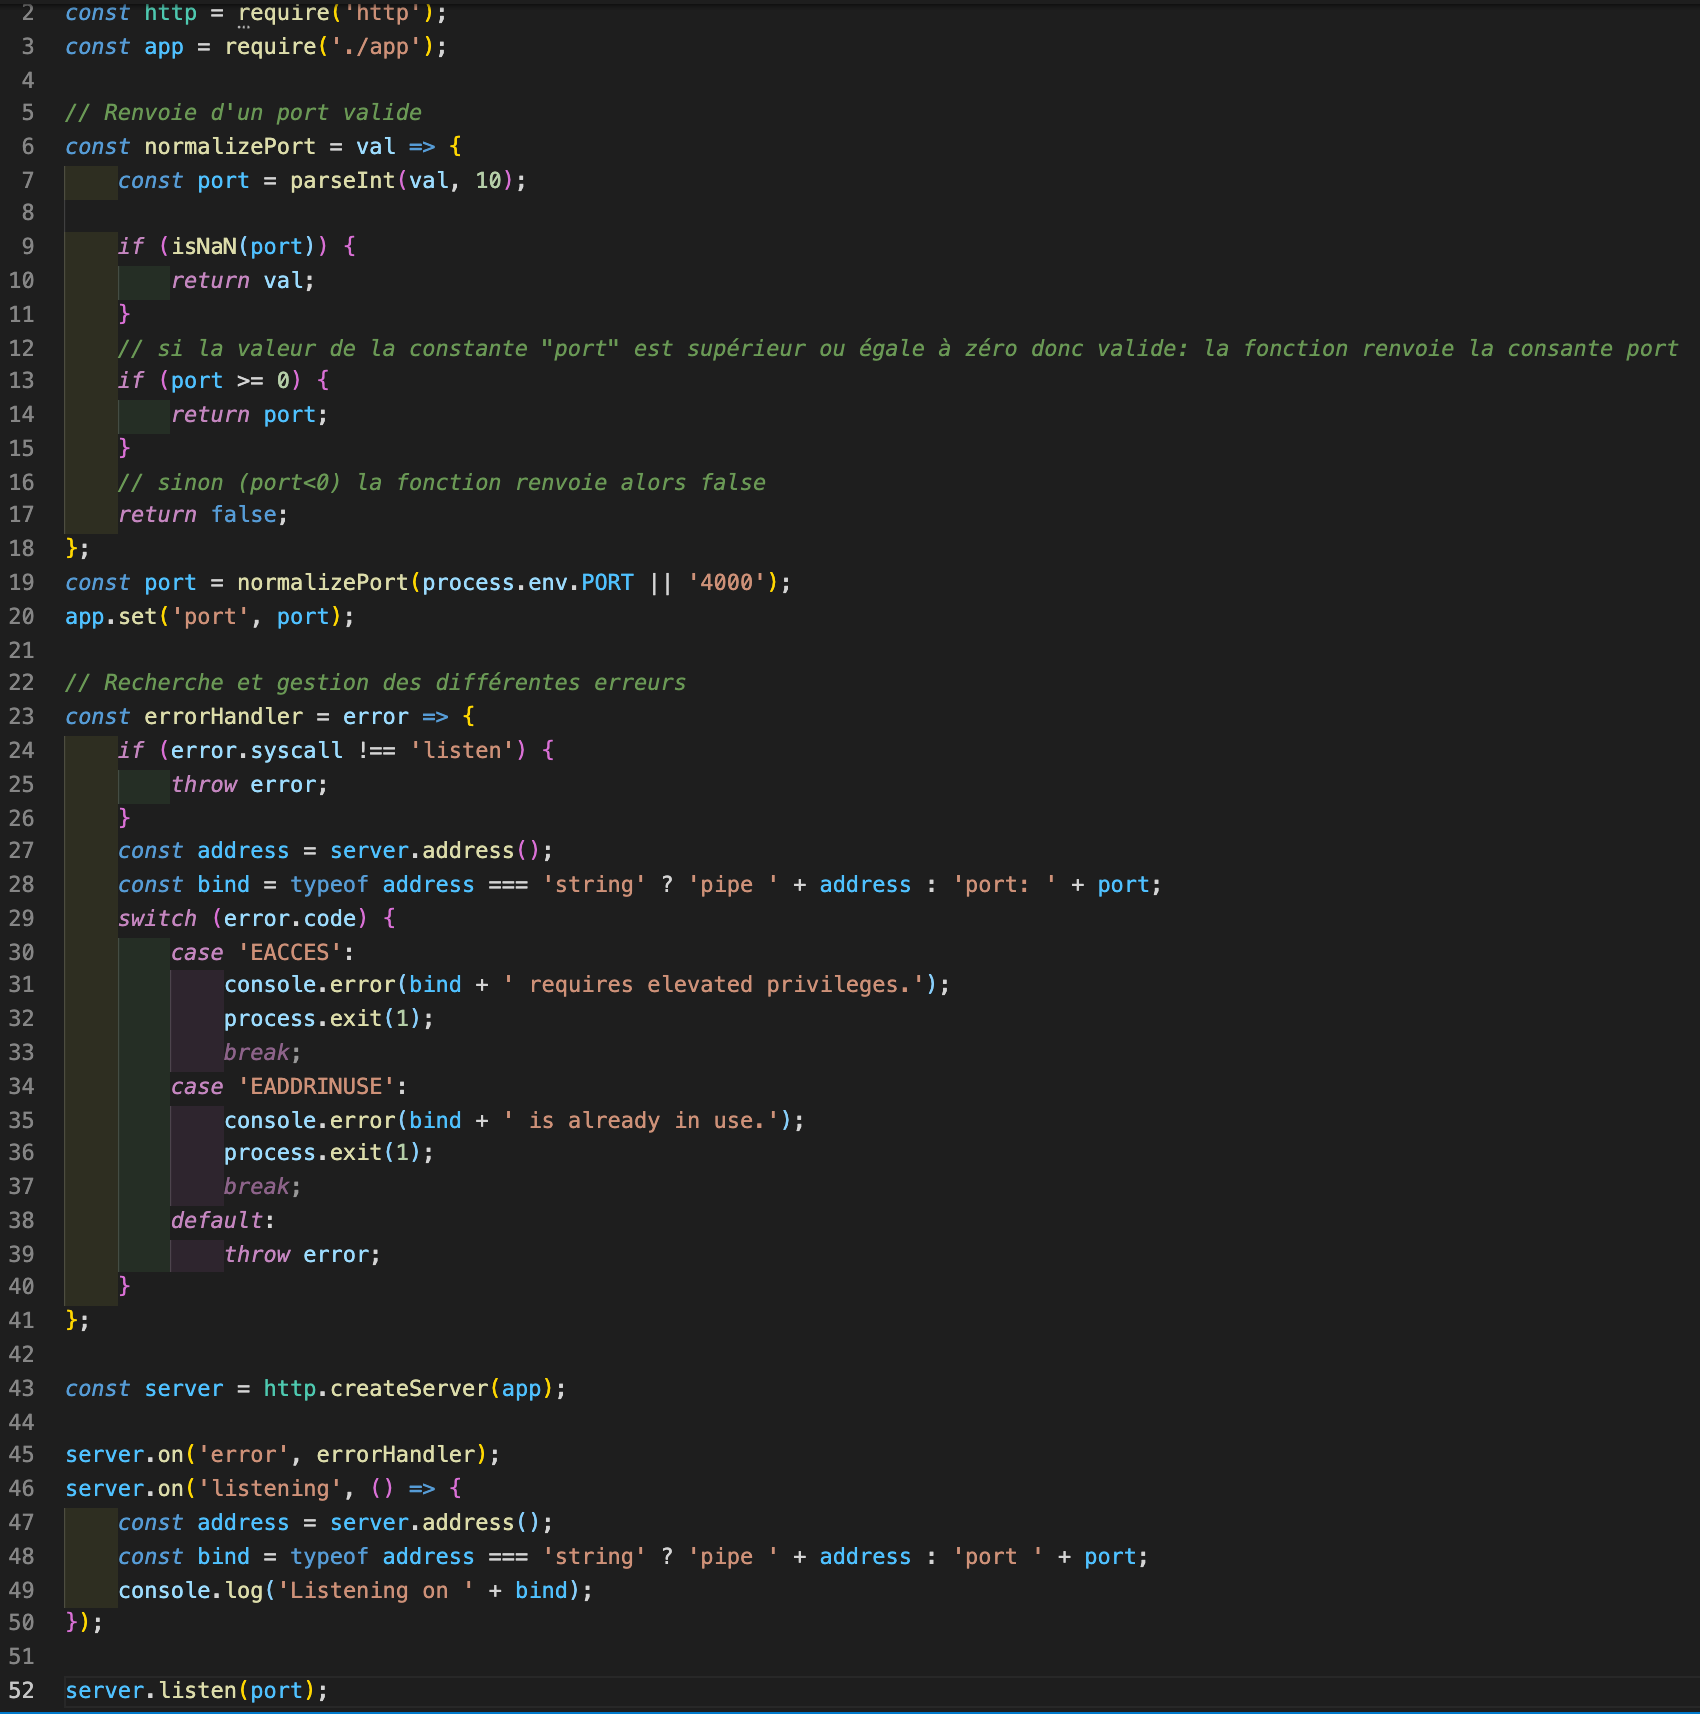 2 const http = require('http');
3 const app = require('./app');
4
5 // Renvoie d'un port valide
6 const normalizePort = val => {
7     const port = parseInt(val, 10);
8
9     if (isNaN(port)) {
10         return val;
11     }
12     // si la valeur de la constante "port" est supérieur ou égale à zéro donc valide: la fonction renvoie la consante port
13     if (port >= 0) {
14         return port;
15     }
16     // sinon (port<0) la fonction renvoie alors false
17     return false;
18 };
19 const port = normalizePort(process.env.PORT || '4000');
20 app.set('port', port);
21
22 // Recherche et gestion des différentes erreurs
23 const errorHandler = error => {
24     if (error.syscall !== 'listen') {
25         throw error;
26     }
27     const address = server.address();
28     const bind = typeof address === 'string' ? 'pipe ' + address : 'port: ' + port;
29     switch (error.code) {
30         case 'EACCES':
31             console.error(bind + ' requires elevated privileges.');
32             process.exit(1);
33             break;
34         case 'EADDRINUSE':
35             console.error(bind + ' is already in use.');
36             process.exit(1);
37             break;
38         default:
39             throw error;
40     }
41 };
42
43 const server = http.createServer(app);
44
45 server.on('error', errorHandler);
46 server.on('listening', () => {
47     const address = server.address();
48     const bind = typeof address === 'string' ? 'pipe ' + address : 'port ' + port;
49     console.log('Listening on ' + bind);
50 });
51
52 server.listen(port);